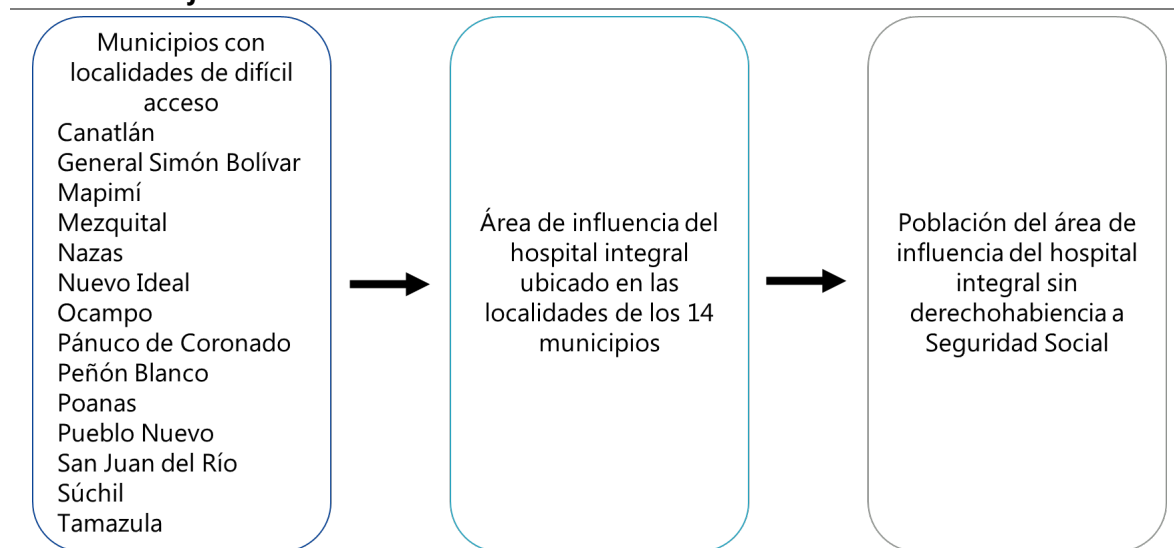 Municipios con
localidades de difícil
acceso
Canatlán
General Simón Bolívar
Mapimí
Mezquital
Nazas
Nuevo Ideal
Ocampo
Pánuco de Coronado
Peñón Blanco
Poanas
Pueblo Nuevo
San Juan del Río
Súchil
Tamazula
Área de influencia del
hospital integral
ubicado en las
localidades de los 14
municipios
Población del área de
influencia del hospital
integral sin
derechohabiencia a
Seguridad Social